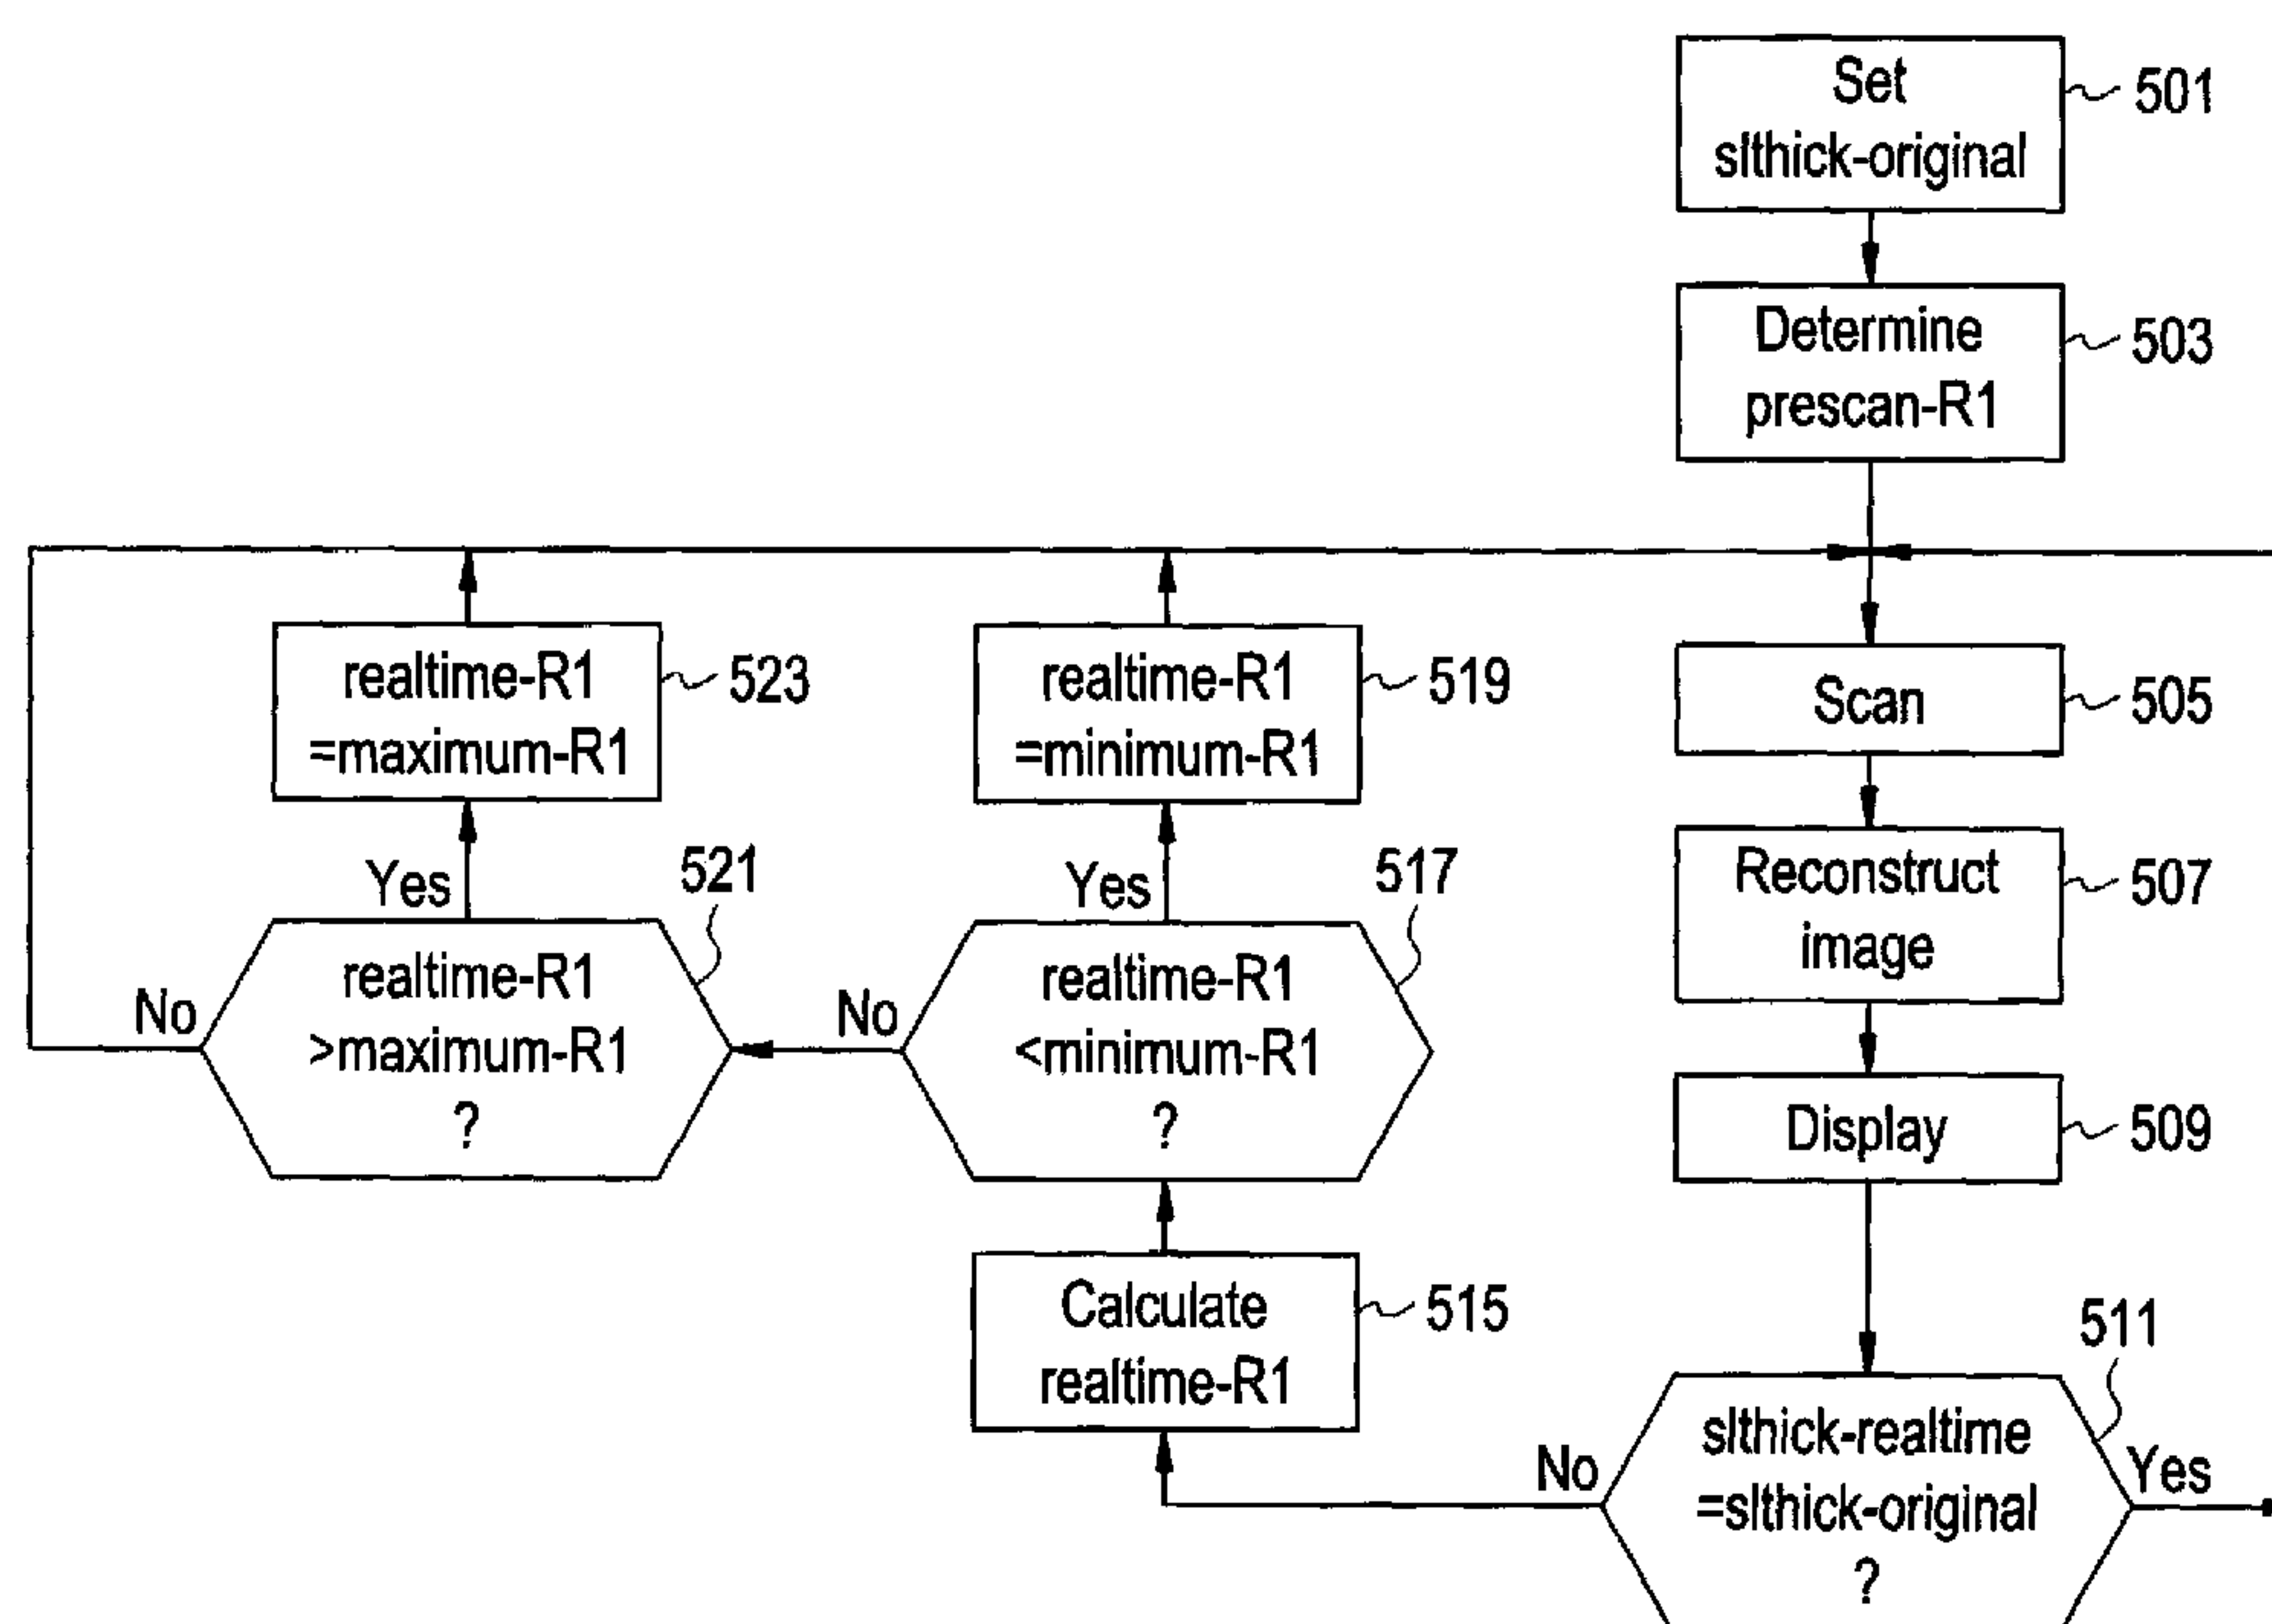 Set
slthick-original
501
Determine
prescan-R1
503
realtime-R1
=maximum-R1
523
realtime-R1
=minimum-R1
519
Scan
505
Reconstruct
image
507
Yes
521
Yes
517
realtime-R1
>maximum-R1
?
No
realtime-R1
<minimum-R1
?
No
Display
509
Calculate
realtime-R1
515
511
slthick-realtime
=slthick-original
?
No
Yes